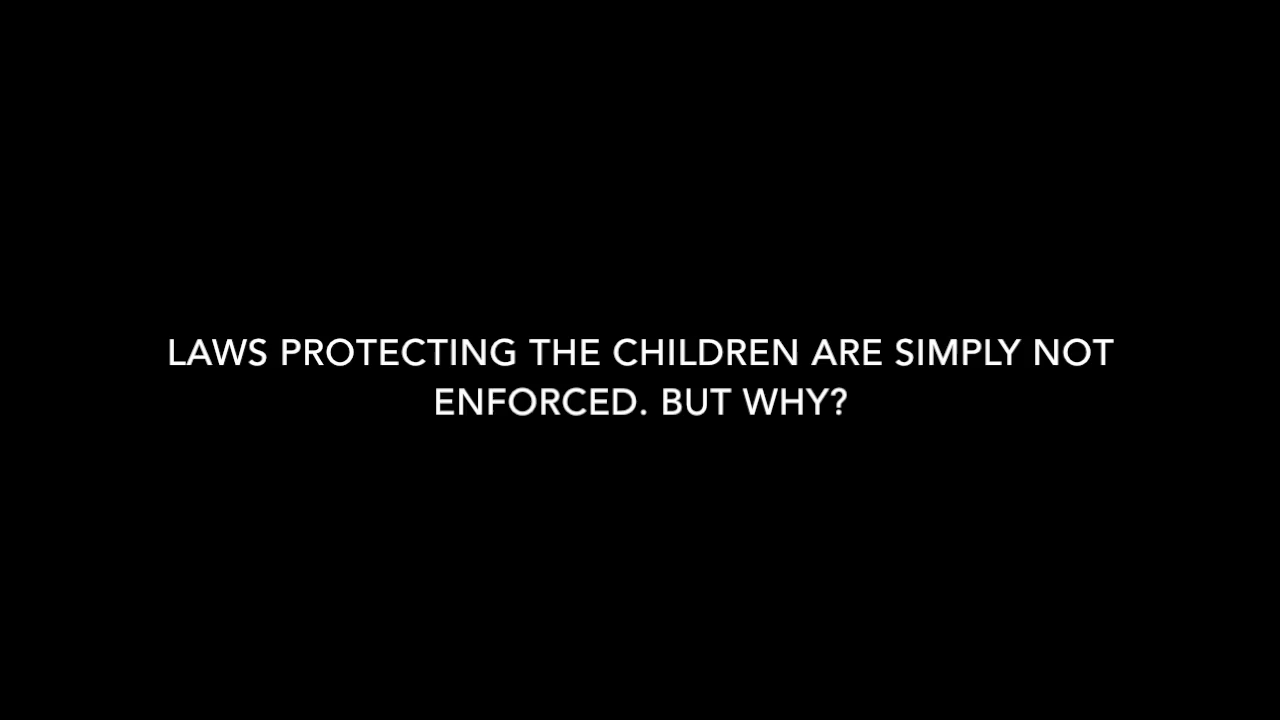 LAWS PROTECTING THE CHILDREN ARE SIMPLY NOT
ENFORCED. BUT WHY?